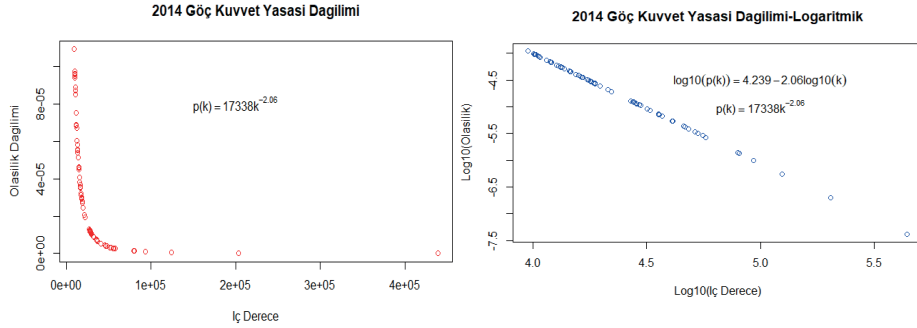 2014 Göç Kuvvet Yasasi Dagilimi
Olasilik Dagilimi
8e-05
4e-05
0e+00
p(k) = 17338k^−2.06
0e+00 1e+05 2e+05 3e+05 4e+05
Iç Derece
2014 Göç Kuvvet Yasasi Dagilimi-Logaritmik
Log10(Olasilik)
-4.5
-5.5
-6.5
-7.5
log10(p(k)) = 4.239 − 2.06log10(k)
p(k) = 17338k^−2.06
4.0 4.5 5.0 5.5
Log10(Iç Derece)